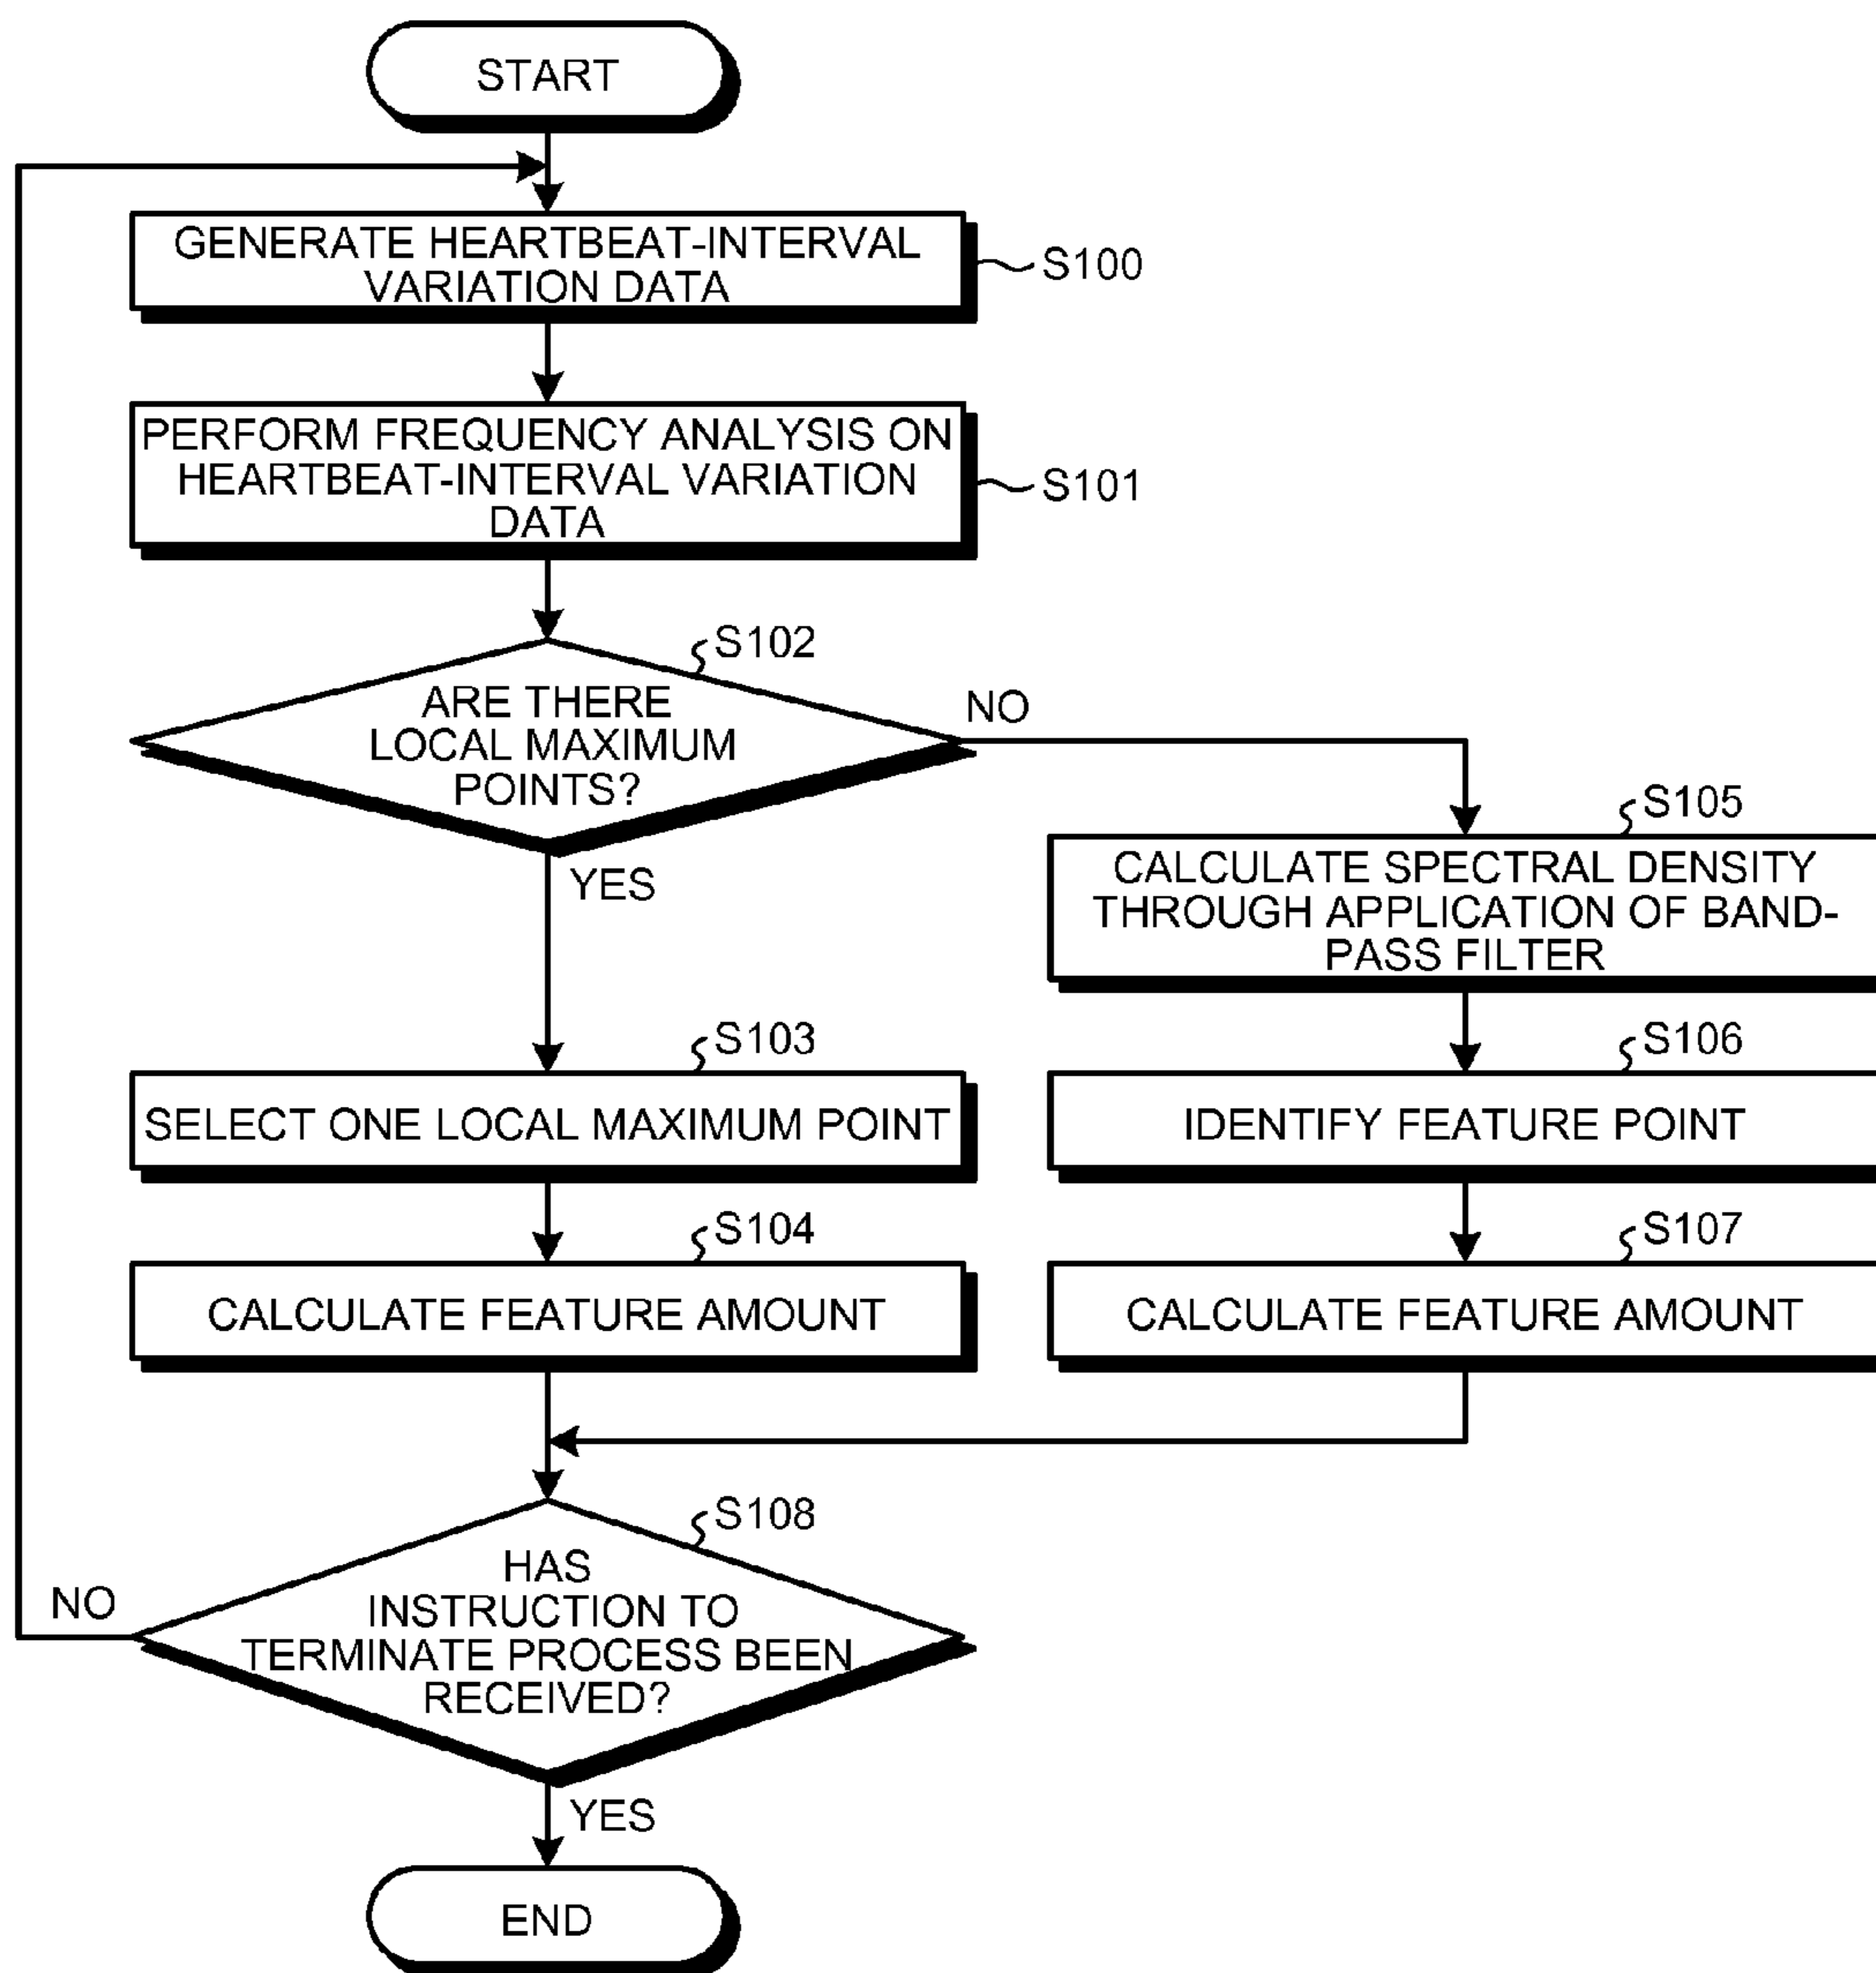 START
GENERATE HEARTBEAT-INTERVAL
VARIATION DATA
S100
PERFORM FREQUENCY ANALYSIS ON
HEARTBEAT-INTERVAL VARIATION
DATA
S101
S102
ARE THERE
LOCAL MAXIMUM
POINTS?
NO
YES
S105
CALCULATE SPECTRAL DENSITY
THROUGH APPLICATION OF BAND-
PASS FILTER
S103
SELECT ONE LOCAL MAXIMUM POINT
S106
IDENTIFY FEATURE POINT
S104
CALCULATE FEATURE AMOUNT
S107
CALCULATE FEATURE AMOUNT
S108
HAS
INSTRUCTION TO
TERMINATE PROCESS BEEN
RECEIVED?
NO
YES
END